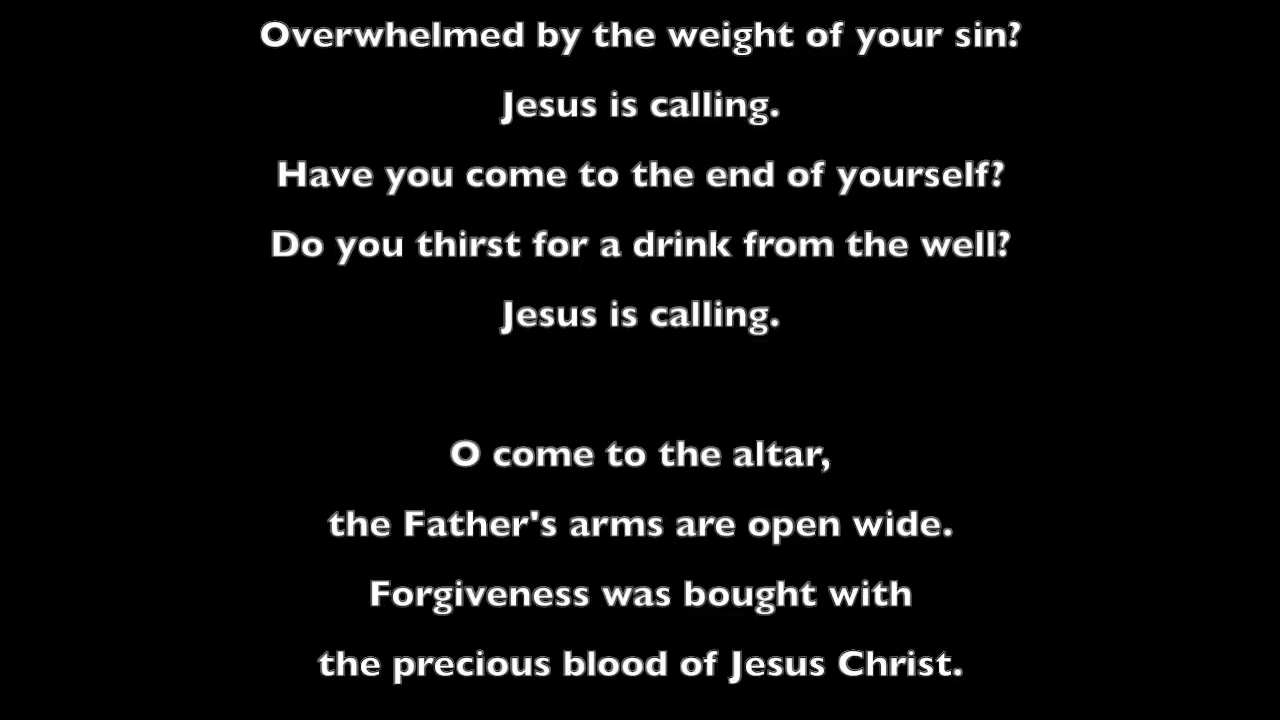 Overwhelmed by the weight of your sin?
Jesus is calling.
Have you come to the end of yourself?
Do you thirst for a drink from the well?
Jesus is calling.
O come to the altar,
the Father's arms are open wide.
Forgiveness was bought with
the precious blood of Jesus Christ.